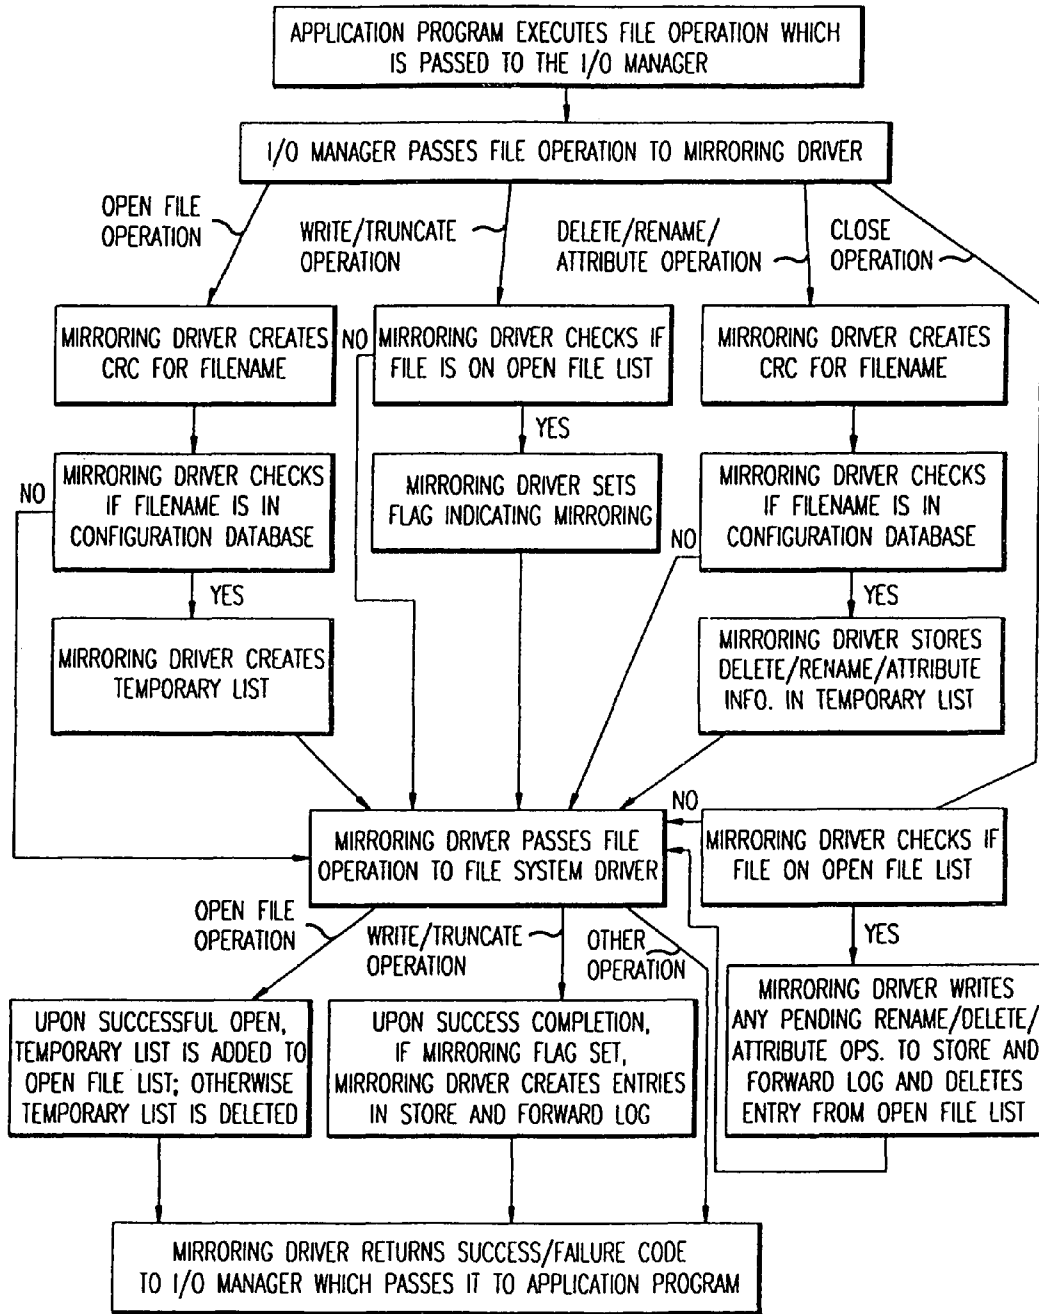 APPLICATION PROGRAM EXECUTES FILE OPERATION WHICH
IS PASSED TO THE I/O MANAGER
I/O MANAGER PASSES FILE OPERATION TO MIRRORING DRIVER
OPEN FILE
OPERATION
WRITE/TRUNCATE
OPERATION
DELETE/RENAME/
ATTRIBUTE OPERATION
CLOSE
OPERATION
MIRRORING DRIVER CREATES
CRC FOR FILENAME
NO
MIRRORING DRIVER CHECKS IF
FILE IS ON OPEN FILE LIST
MIRRORING DRIVER CREATES
CRC FOR FILENAME
YES
NO
MIRRORING DRIVER CHECKS
IF FILENAME IS IN
CONFIGURATION DATABASE
MIRRORING DRIVER SETS
FLAG INDICATING MIRRORING
NO
MIRRORING DRIVER CHECKS
IF FILENAME IS IN
CONFIGURATION DATABASE
YES
YES
MIRRORING DRIVER CREATES
TEMPORARY LIST
MIRRORING DRIVER STORES
DELETE/RENAME/ATTRIBUTE
INFO. IN TEMPORARY LIST
MIRRORING DRIVER PASSES FILE
OPERATION TO FILE SYSTEM DRIVER
NO
MIRRORING DRIVER CHECKS IF
FILE ON OPEN FILE LIST
OPEN FILE
OPERATION
WRITE/TRUNCATE
OPERATION
OTHER
OPERATION
YES
UPON SUCCESSFUL OPEN,
TEMPORARY LIST IS ADDED TO
OPEN FILE LIST; OTHERWISE
TEMPORARY LIST IS DELETED
UPON SUCCESS COMPLETION,
IF MIRRORING FLAG SET,
MIRRORING DRIVER CREATES ENTRIES
IN STORE AND FORWARD LOG
MIRRORING DRIVER WRITES
ANY PENDING RENAME/DELETE/
ATTRIBUTE OPS. TO STORE AND
FORWARD LOG AND DELETES
ENTRY FROM OPEN FILE LIST
MIRRORING DRIVER RETURNS SUCCESS/FAILURE CODE
TO I/O MANAGER WHICH PASSES IT TO APPLICATION PROGRAM